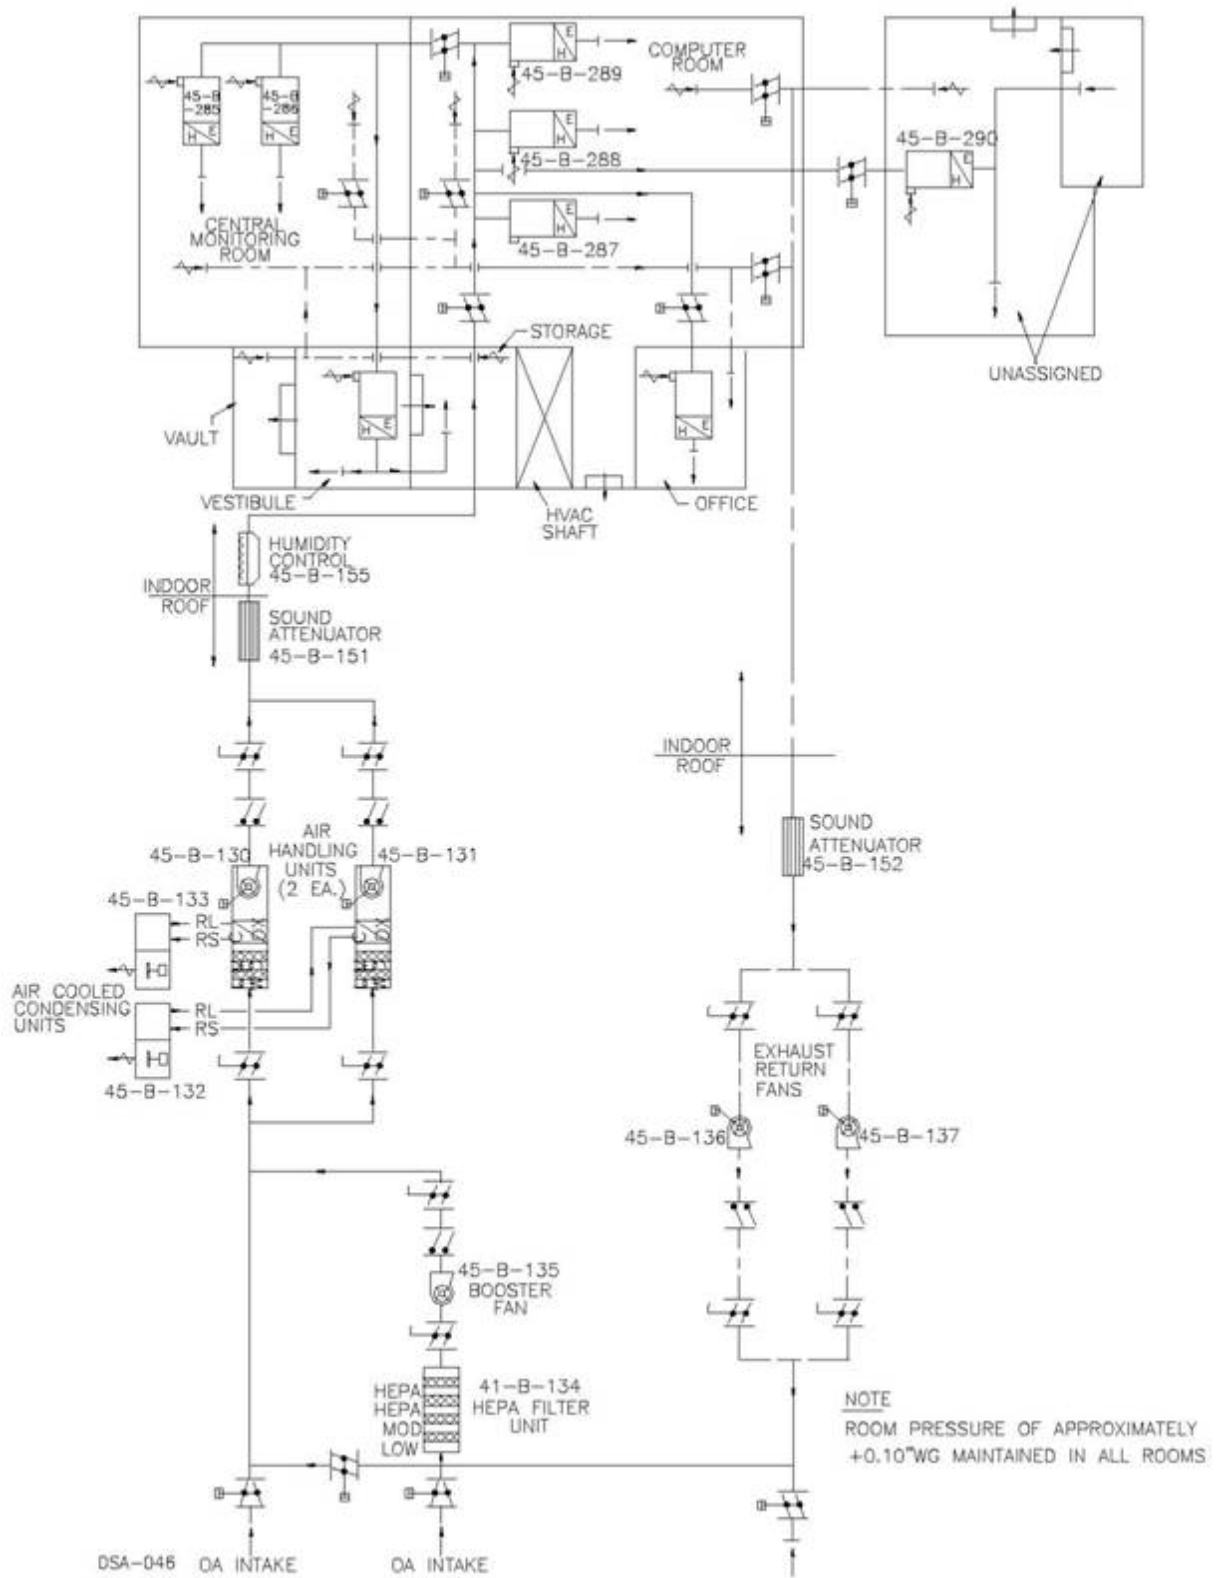 COMPUTER
ROOM
45-B-289
45-B
-285
45-B
-286
H E
H E
E
H
E
H
45-B-288
45-B-290
E
H
E
H
45-B-287
CENTRAL
MONITORING
ROOM
STORAGE
UNASSIGNED
VAULT
H E
H E
VESTIBULE
HVAC
SHAFT
OFFICE
HUMIDITY
CONTROL
45-B-155
INDOOR
ROOF
SOUND
ATTENUATOR
45-B-151
INDOOR
ROOF
SOUND
ATTENUATOR
45-B-152
AIR
HANDLING
UNITS
(2 EA.)
45-B-130
45-B-131
45-B-133
RL
RS
C DX
C DX
AIR COOLED
CONDENSING
UNITS
RL
RS
45-B-132
EXHAUST
RETURN
FANS
45-B-136
45-B-137
45-B-135
BOOSTER
FAN
HEPA
HEPA
MOD
LOW
41-B-134
HEPA FILTER
UNIT
NOTE
ROOM PRESSURE OF APPROXIMATELY
+0.10"WG MAINTAINED IN ALL ROOMS
DSA-046
OA INTAKE
OA INTAKE